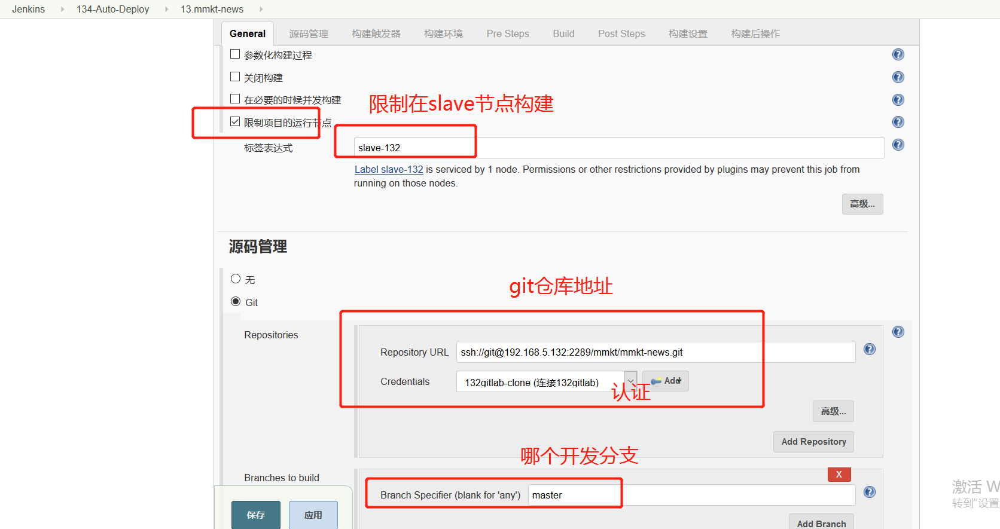 Jenkins 134-Auto-Deploy 13.mmkt-news
General 源码管理 构建触发器 构建环境 Pre Steps Build Post Steps 构建设置 构建后操作
参数化构建过程
关闭构建
在必要的时候并发构建
限制在slave节点构建
限制项目的运行节点
标签表达式 slave-132
Label slave-132 is serviced by 1 node. Permissions or other restrictions provided by plugins may prevent this job from
running on those nodes.
高级...
源码管理
无
git仓库地址
Git
Repositories
Repository URL ssh://git@192.168.5.132:2289/mmkt/mmkt-news.git
Credentials 132gitlab-clone (连接132gitlab) Add
认证
高级...
Add Repository
哪个开发分支
Branches to build
X
Branch Specifier (blank for 'any') master
激活 W
转到“设置
保存 应用
Add Branch